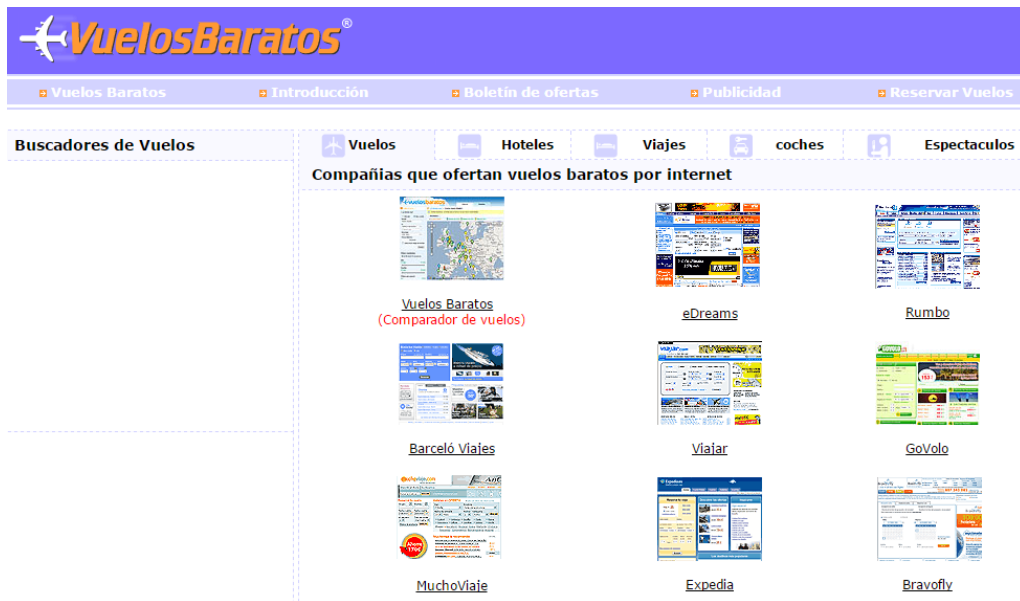 VuelosBaratos®
Vuelos Baratos Introducción Boletín de ofertas Publicidad Reservar Vuelos
Buscadores de Vuelos
Vuelos Hoteles Viajes coches Espectaculos
Compañias que ofertan vuelos baratos por internet
Vuelos Baratos
(Comparador de vuelos)
eDreams
Rumbo
Barceló Viajes
Viajar
GoVolo
MuchoViaje
Expedia
Bravofly